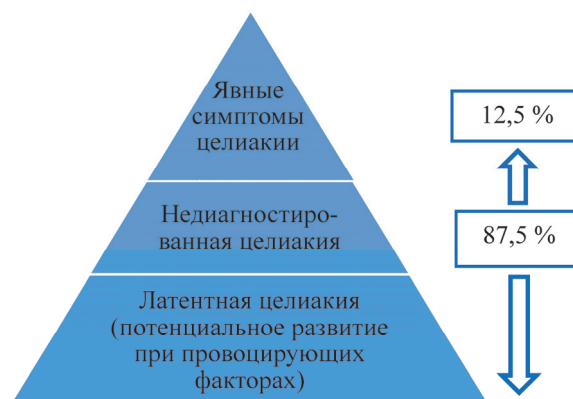 Явные
симптомы
целиакии
12,5 %
Недиагностиро-
ванная целиакия
87,5 %
Латентная целиакия
(потенциальное развитие
при провоцирующих
факторах)